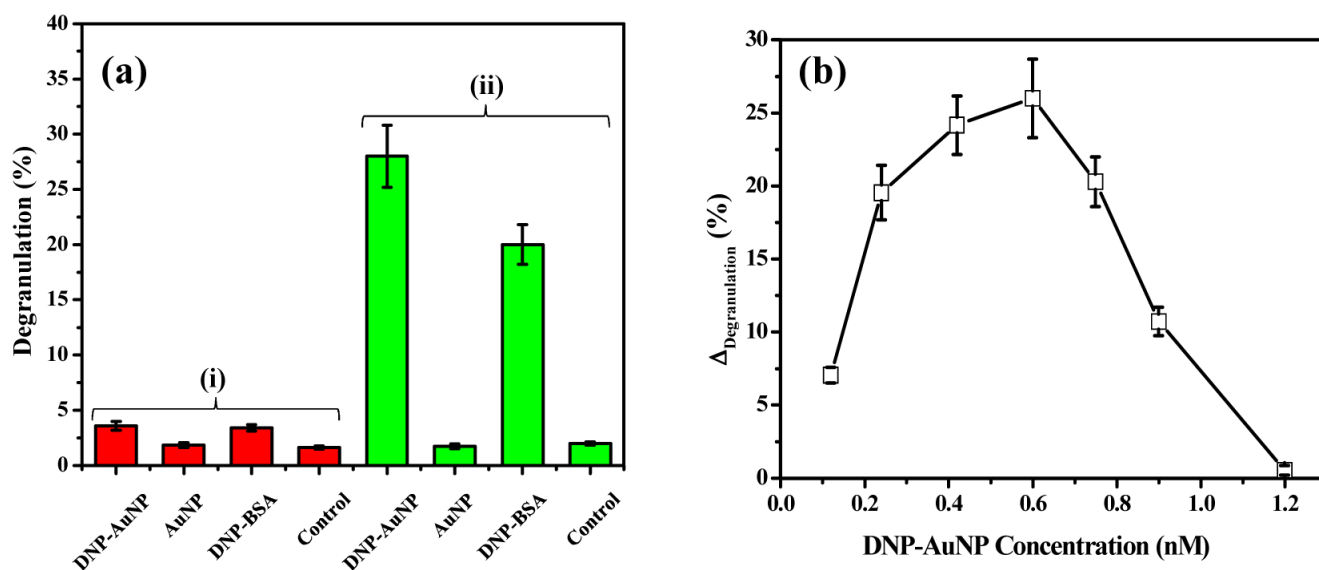 (a)
(i)
(ii)
Degranulation (%)
40
35
30
25
20
15
10
5
0
DNP-AuNP
AuNP
DNP-BSA
Control
DNP-AuNP
AuNP
DNP-BSA
Control
(b)
ΔDegranulation (%)
30
25
20
15
10
5
0
0.0 0.2 0.4 0.6 0.8 1.0 1.2
DNP-AuNP Concentration (nM)